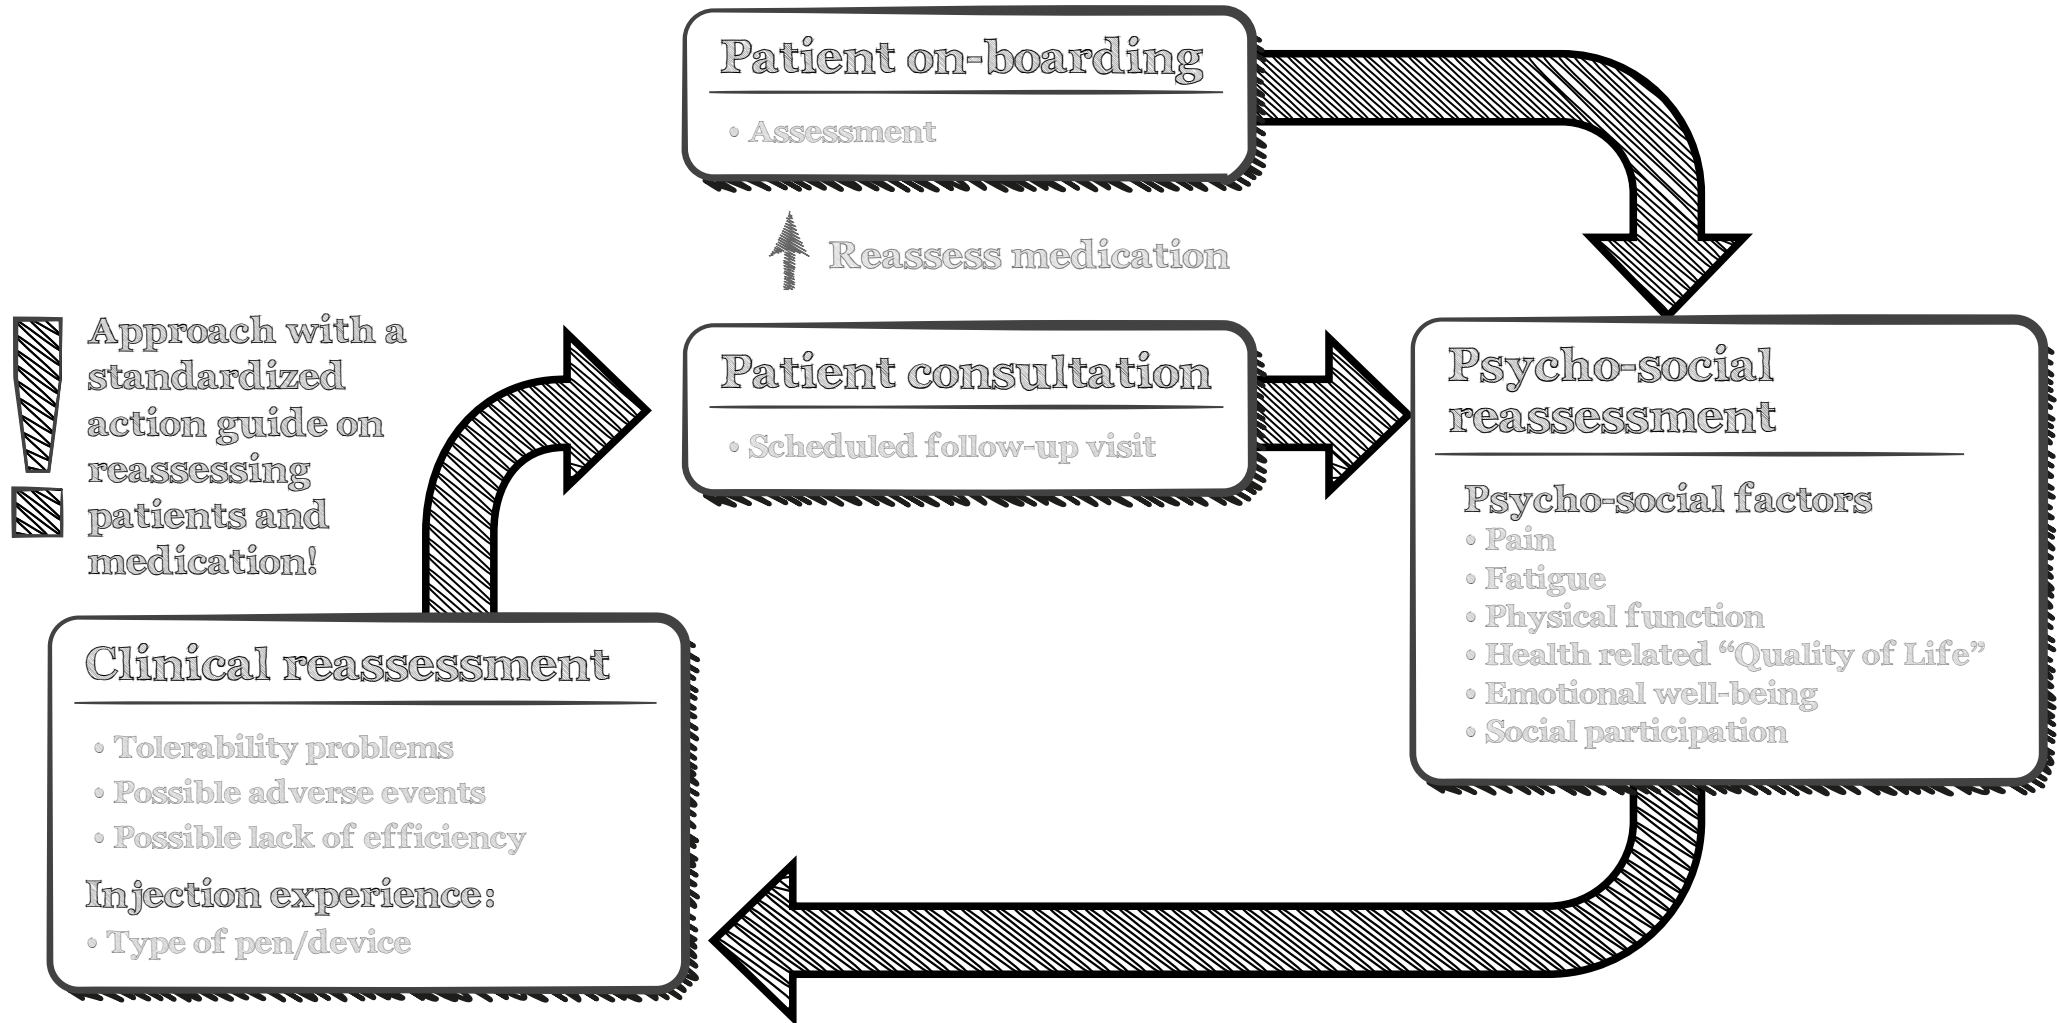 Patient on-boarding
• Assessment
Reassess medication
Approach with a
standardized
action guide on
reassessing
patients and
medication!
Patient consultation
• Scheduled follow-up visit
Psycho-social
reassessment
Psycho-social factors
• Pain
• Fatigue
• Physical function
• Health related “Quality of Life”
• Emotional well-being
• Social participation
Clinical reassessment
• Tolerability problems
• Possible adverse events
• Possible lack of efficiency
Injection experience:
• Type of pen/device